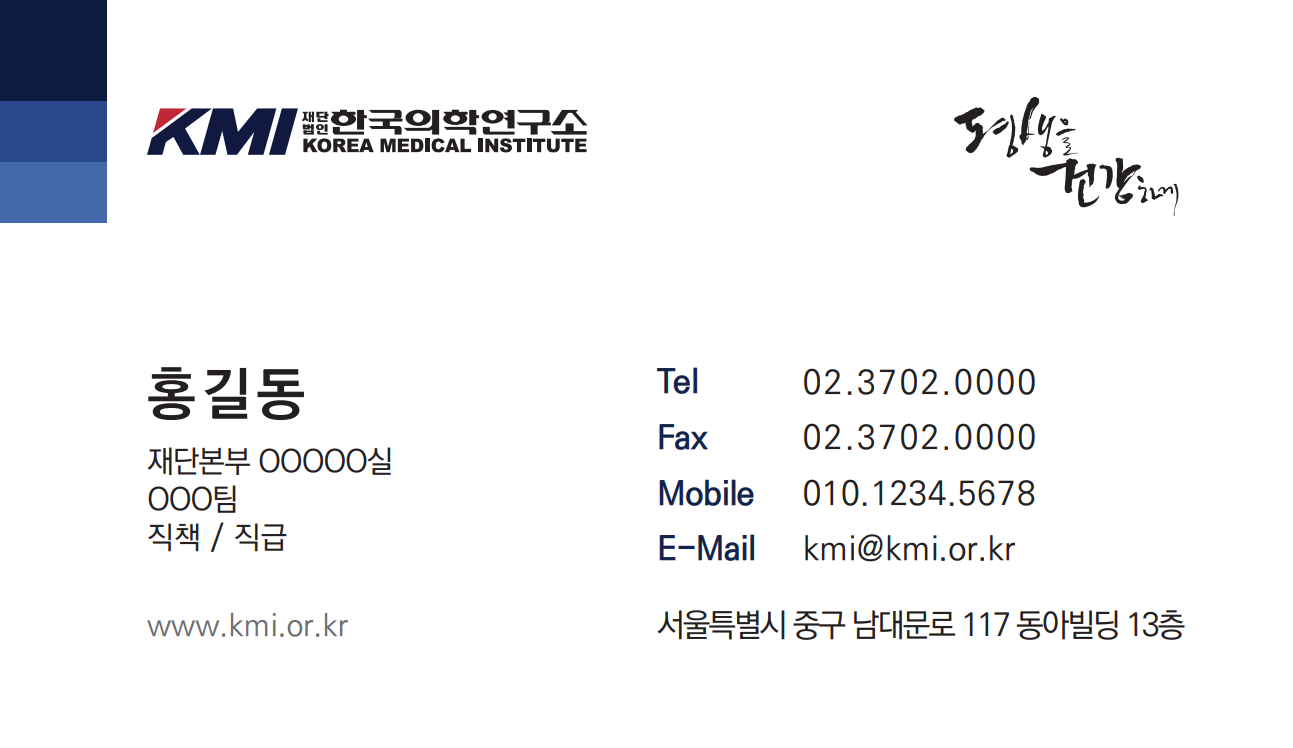 KMI 재단법인 한국의학연구소
KOREA MEDICAL INSTITUTE
평생을
건강하게
홍길동
재단본부 OOOOO실
OOO팀
직책 / 직급
www.kmi.or.kr
Tel 02.3702.0000
Fax 02.3702.0000
Mobile 010.1234.5678
E-Mail kmi@kmi.or.kr
서울특별시 중구 남대문로 117 동아빌딩 13층